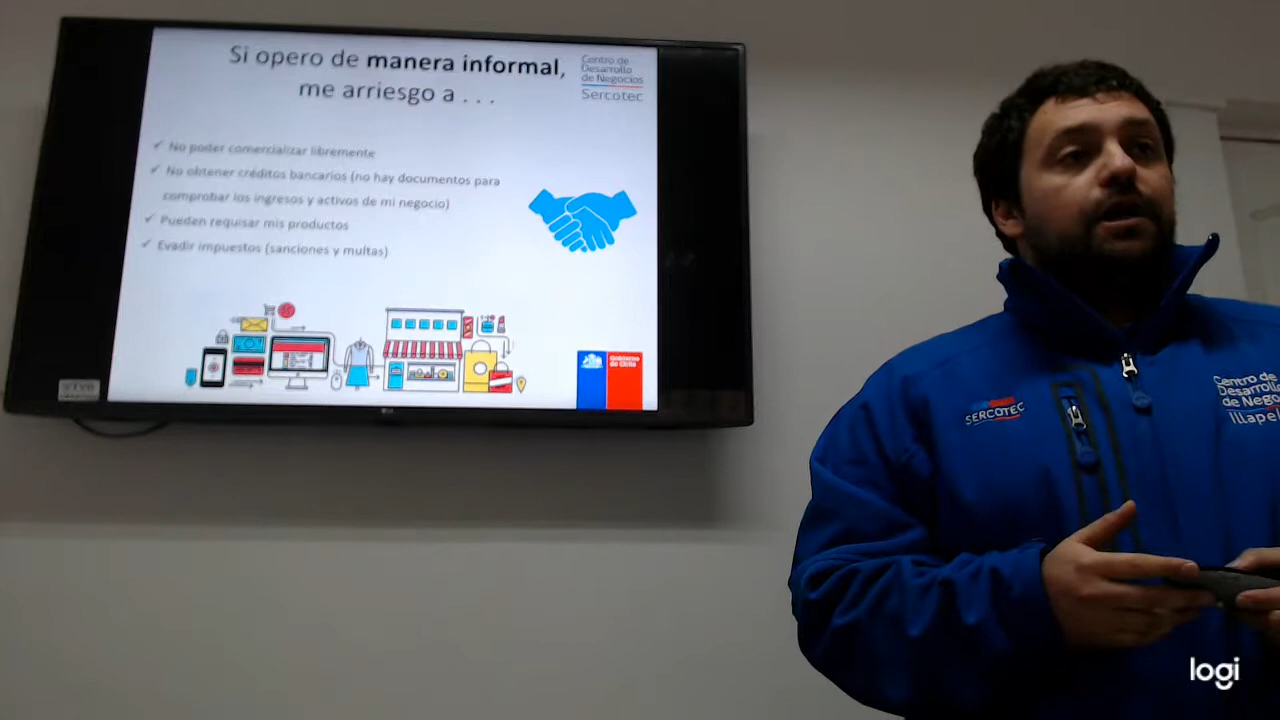 Si opero de manera informal,
me arriesgo a . . .
Centro de
Desarrollo
de Negocios
Sercotec
✓ No poder comercializar libremente
✓ No obtener créditos bancarios (no hay documentos para
comprobar los ingresos y activos de mi negocio)
✓ Pueden requisar mis productos
✓ Evadir impuestos (sanciones y multas)
Gobierno
de Chile
LG
SERCOTEC
Centro de
Desarrollo
de Nego
Illapel
logi